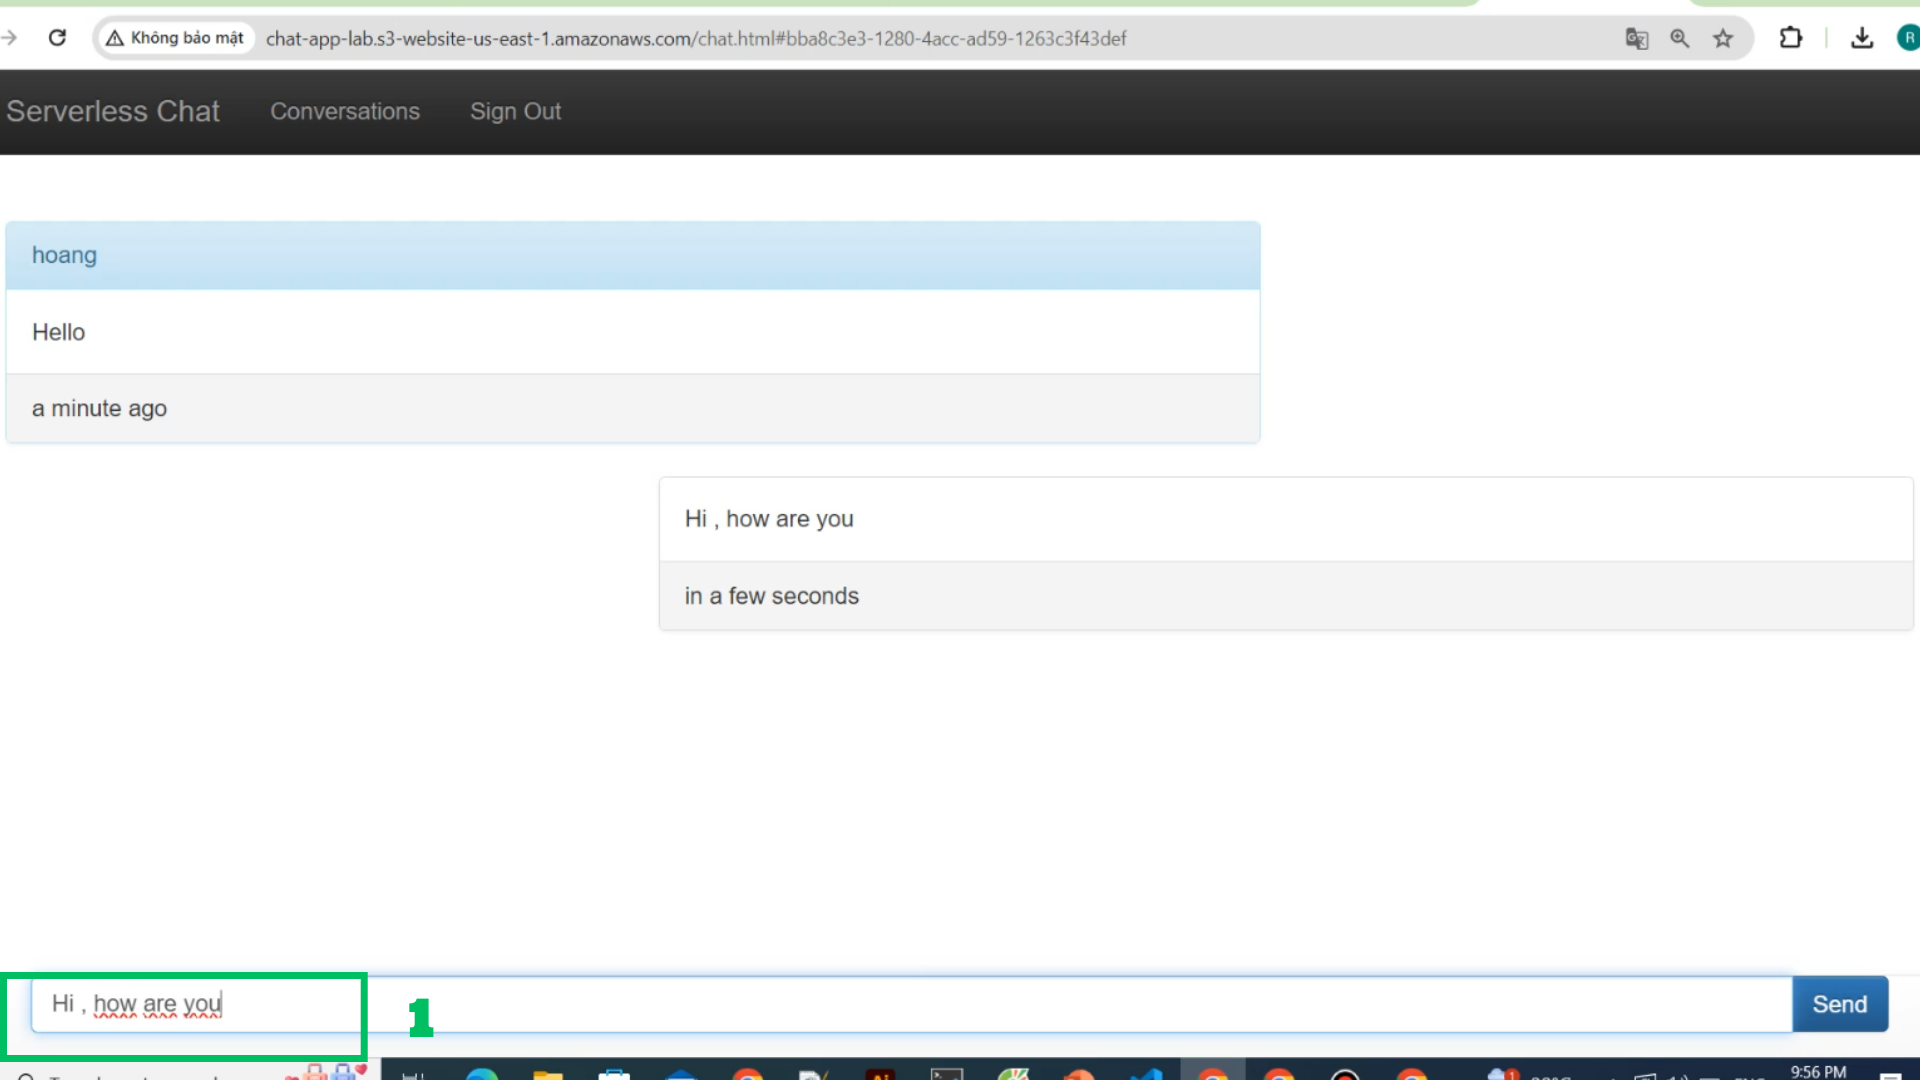 Không bảo mật chat-app-lab.s3-website-us-east-1.amazonaws.com/chat.html#bba8c3e3-1280-4acc-ad59-1263c3f43def R
Serverless Chat Conversations Sign Out
hoang
Hello
a minute ago
Hi , how are you
in a few seconds
Hi , how are you 1 Send
9:56 PM